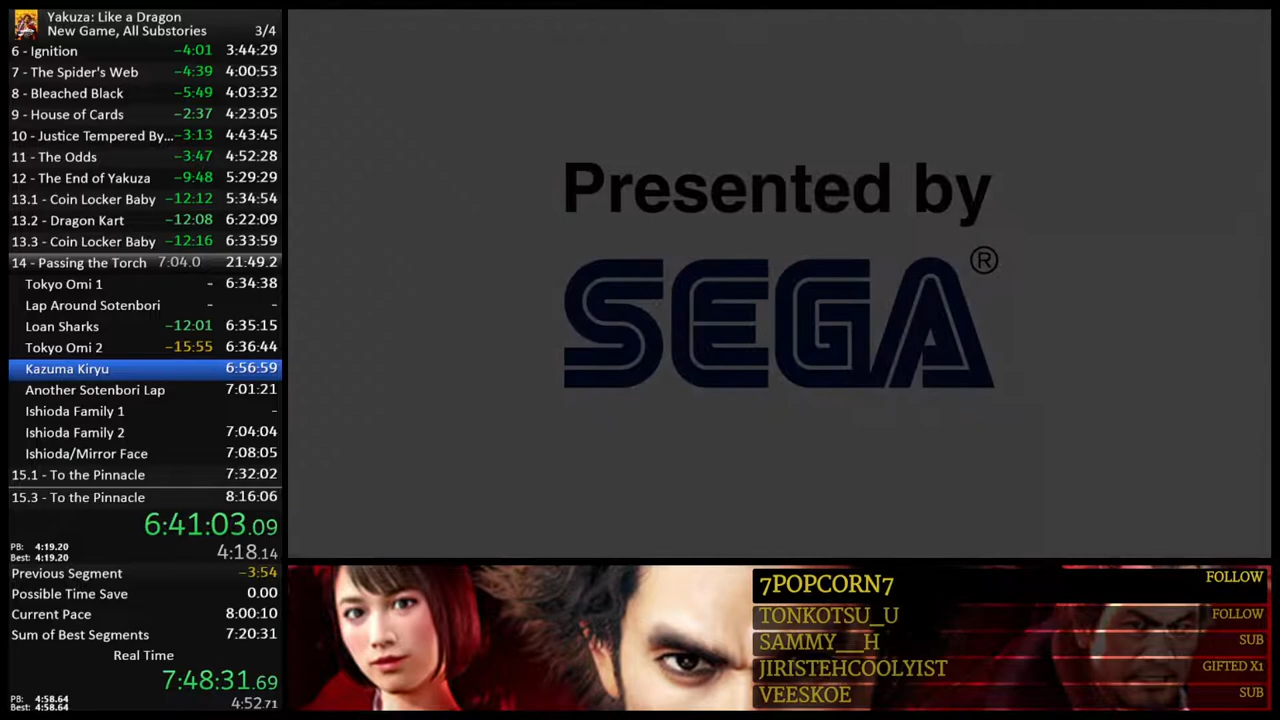 Yakuza: Like a Dragon
New Game, All Substories 3/4
6 - Ignition -4:01 3:44:29
7 - The Spider's Web -4:39 4:00:53
8 - Bleached Black -5:49 4:03:32
9 - House of Cards -2:37 4:23:05
10 - Justice Tempered By... -3:13 4:43:45
11 - The Odds -3:47 4:52:28
12 - The End of Yakuza -9:48 5:29:29
13.1 - Coin Locker Baby -12:12 5:34:54
13.2 - Dragon Kart -12:08 6:22:09
13.3 - Coin Locker Baby -12:16 6:33:59
14 - Passing the Torch 7:04.0 21:49.2
Tokyo Omi 1 - 6:34:38
Lap Around Sotenbori - -
Loan Sharks -12:01 6:35:15
Tokyo Omi 2 -15:55 6:36:44
Kazuma Kiryu 6:56:59
Another Sotenbori Lap 7:01:21
Ishioda Family 1 -
Ishioda Family 2 7:04:04
Ishioda/Mirror Face 7:08:05
15.1 - To the Pinnacle 7:32:02
15.3 - To the Pinnacle 8:16:06
6:41:03.09
PB: 4:19.20
Best: 4:19.20 4:18.14
Previous Segment -3:54
Possible Time Save 0.00
Current Pace 8:00:10
Sum of Best Segments 7:20:31
Real Time
7:48:31.69
PB: 4:58.64
Best: 4:58.64 4:52.71
Presented by
SEGA®
7POPCORN7 FOLLOW
TONKOTSU_U FOLLOW
SAMMY__H SUB
JIRISTEHCOOLYIST GIFTED X1
VEESKOE SUB